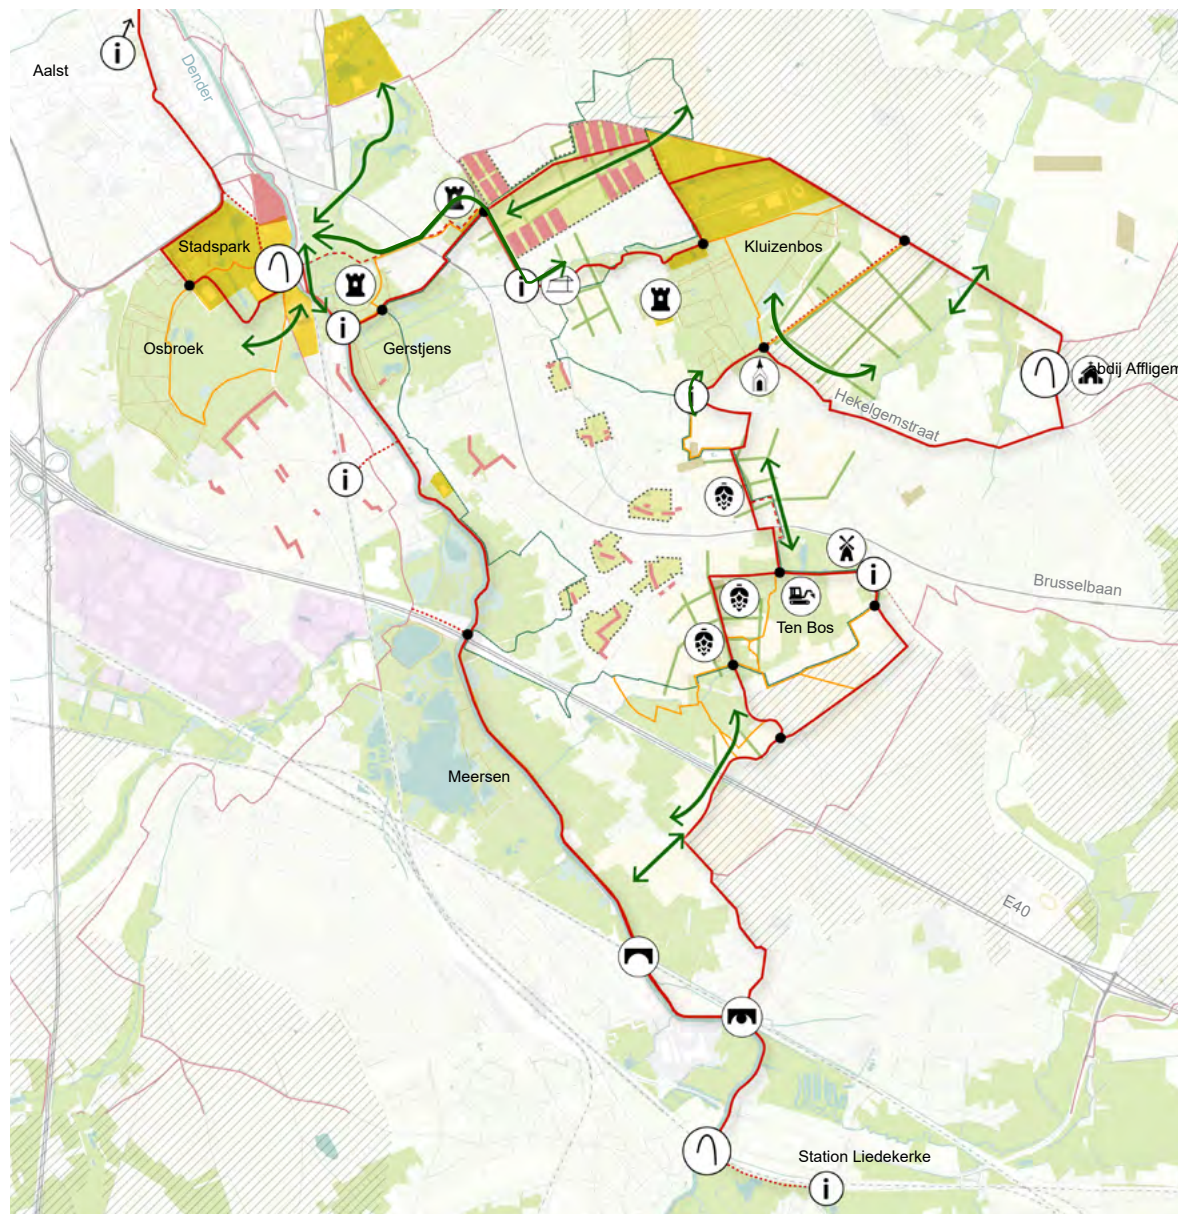 Aalst
Dender
i
Stadspark
Kluizenbos
i
Osbroek
i
Gerstjens
abdij Affligem
i
Hekelgemstraat
i
i
Brusselbaan
Ten Bos
Meersen
E40
Station Liedekerke
i